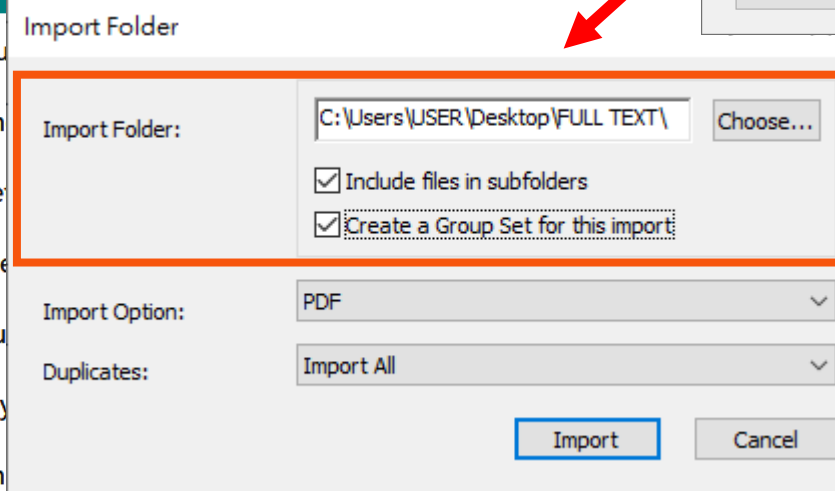 Import Folder
Import Folder:
C:\Users\USER\Desktop\FULL TEXT\
Choose...
Include files in subfolders
Create a Group Set for this import
Import Option:
PDF
Duplicates:
Import All
Import
Cancel